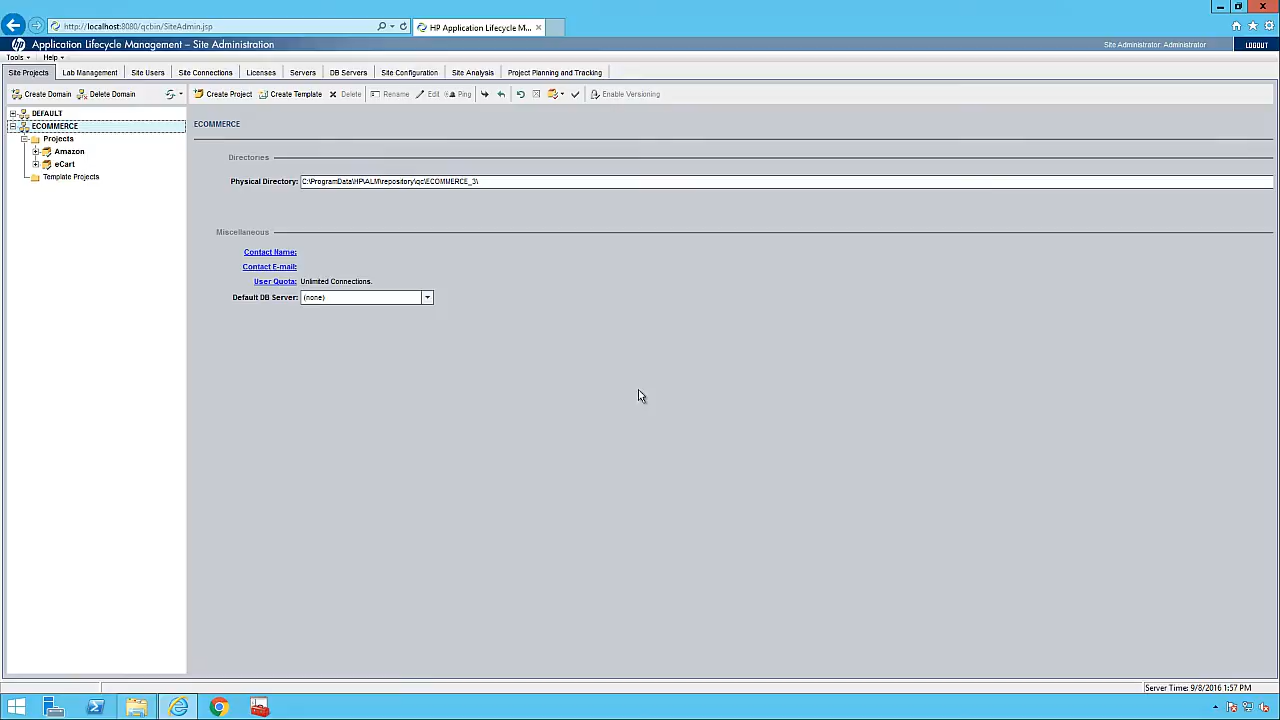 http://localhost:8080/qcbin/SiteAdmin.jsp
HP Application Lifecycle M...
Application Lifecycle Management – Site Administration
Site Administrator: Administrator
LOGOUT
Tools Help
Site Projects Lab Management Site Users Site Connections Licenses Servers DB Servers Site Configuration Site Analysis Project Planning and Tracking
Create Domain Delete Domain Create Project Create Template Delete Rename Edit Ping Enable Versioning
DEFAULT
ECOMMERCE
Projects
Amazon
eCart
Template Projects
ECOMMERCE
Directories
Physical Directory: C:\ProgramData\HP\ALM\repository\qc\ECOMMERCE_3\
Miscellaneous
Contact Name:
Contact E-mail:
User Quota: Unlimited Connections.
Default DB Server: (none)
Server Time: 9/8/2016 1:57 PM